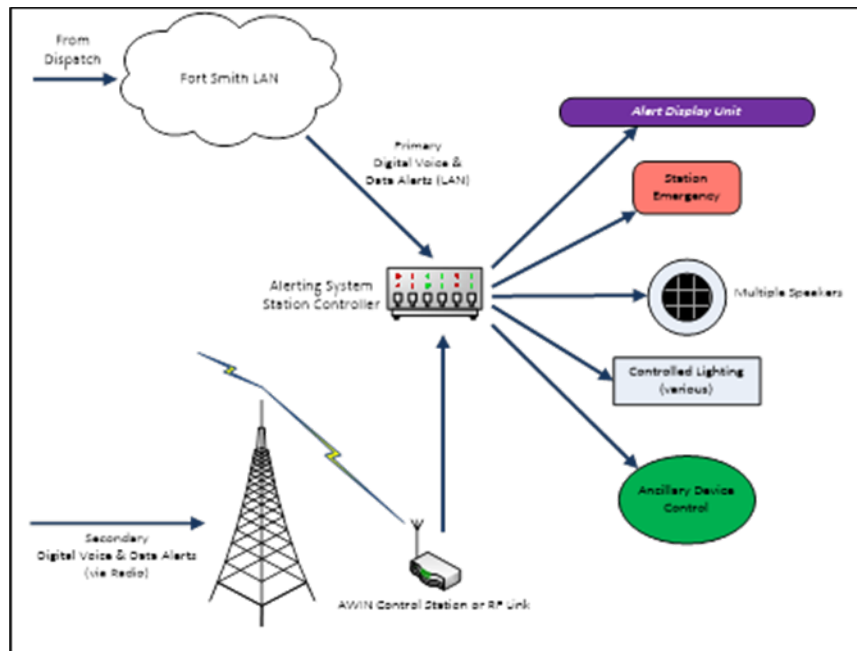 From
Dispatch
Fort Smith LAN
Primary
Digital Voice &
Data Alerts (LAN)
Alert Display Unit
Station
Emergency
Alerting System
Station Controller
Multiple Speakers
Controlled Lighting
(various)
Ancillary Device
Control
Secondary
Digital Voice & Data Alerts
(via Radio)
AWIN Control Station or RF Link